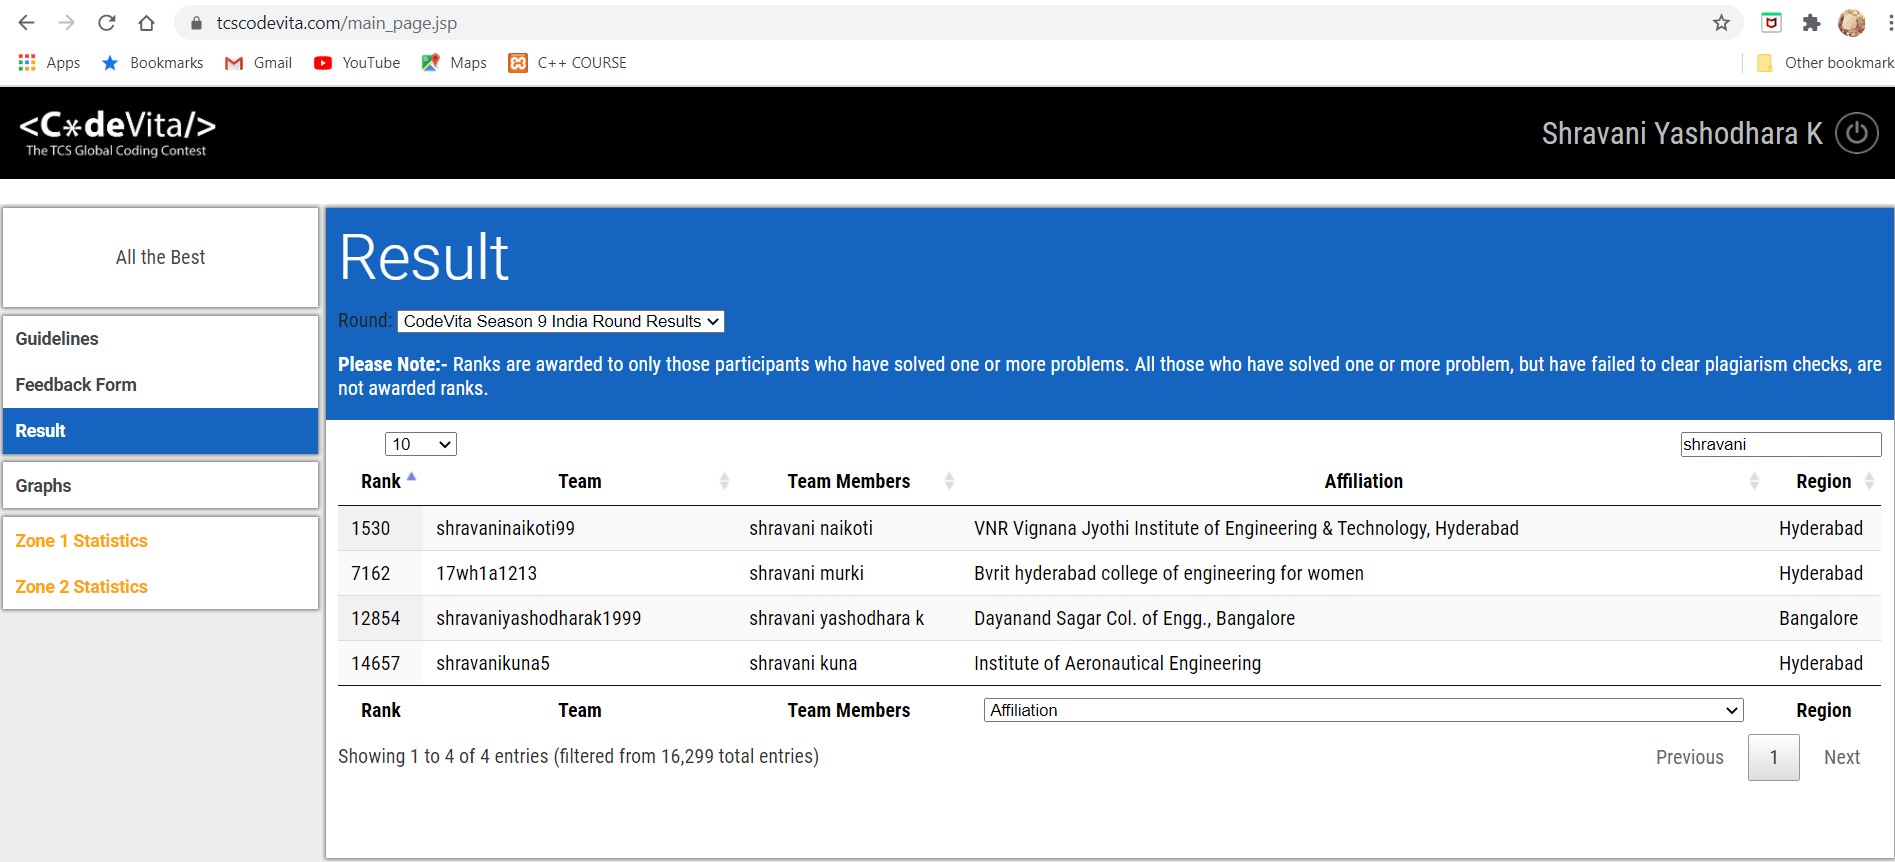 tcscodevita.com/main_page.jsp
Apps Bookmarks Gmail YouTube Maps C++ COURSE Other bookmark
<C*deVita/>
The TCS Global Coding Contest
Shravani Yashodhara K
All the Best
Guidelines
Feedback Form
Result
Graphs
Zone 1 Statistics
Zone 2 Statistics
Result
Round: CodeVita Season 9 India Round Results
Please Note:- Ranks are awarded to only those participants who have solved one or more problems. All those who have solved one or more problem, but have failed to clear plagiarism checks, are
not awarded ranks.
10 shravani
Rank Team Team Members Affiliation Region
1530 shravaninaikoti99 shravani naikoti VNR Vignana Jyothi Institute of Engineering & Technology, Hyderabad Hyderabad
7162 17wh1a1213 shravani murki Bvrit hyderabad college of engineering for women Hyderabad
12854 shravaniyashodharak1999 shravani yashodhara k Dayanand Sagar Col. of Engg., Bangalore Bangalore
14657 shravanikuna5 shravani kuna Institute of Aeronautical Engineering Hyderabad
Rank Team Team Members Affiliation Region
Showing 1 to 4 of 4 entries (filtered from 16,299 total entries) Previous 1 Next